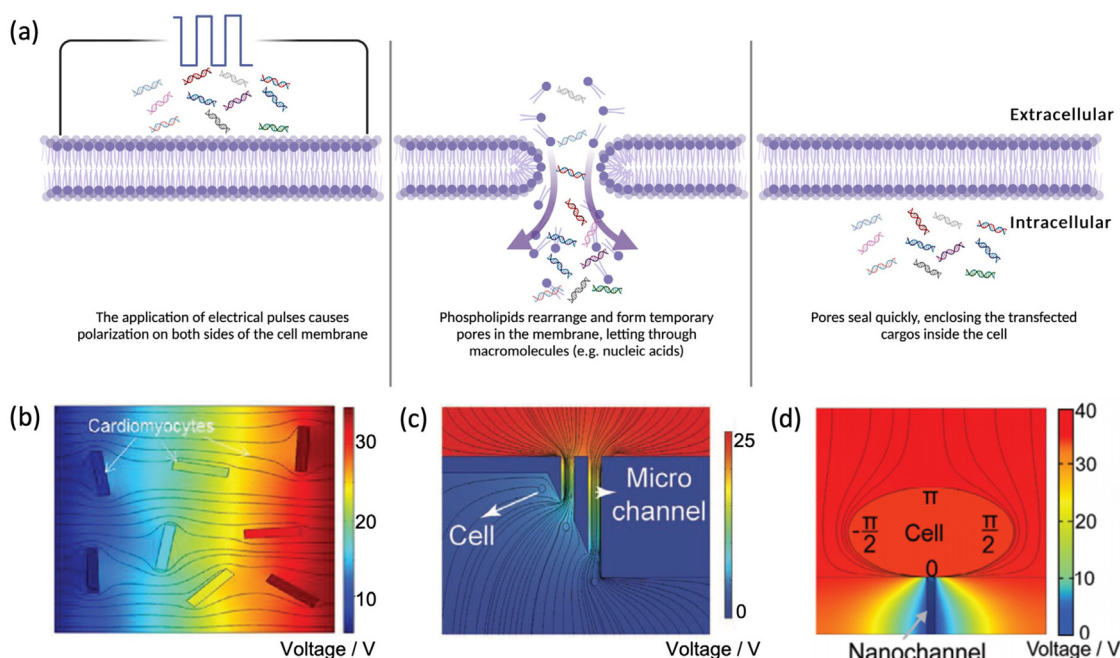 (a)
Extracellular
Intracellular
The application of electrical pulses causes
polarization on both sides of the cell membrane
Phospholipids rearrange and form temporary
pores in the membrane, letting through
macromolecules (e.g. nucleic acids)
Pores seal quickly, enclosing the transfected
cargos inside the cell
(b)
Cardiomyocytes
30
20
10
Voltage / V
(c)
Cell
Micro
channel
25
0
Voltage / V
(d)
π
-π/2
Cell
π/2
0
Nanochannel
40
30
20
10
0
Voltage / V